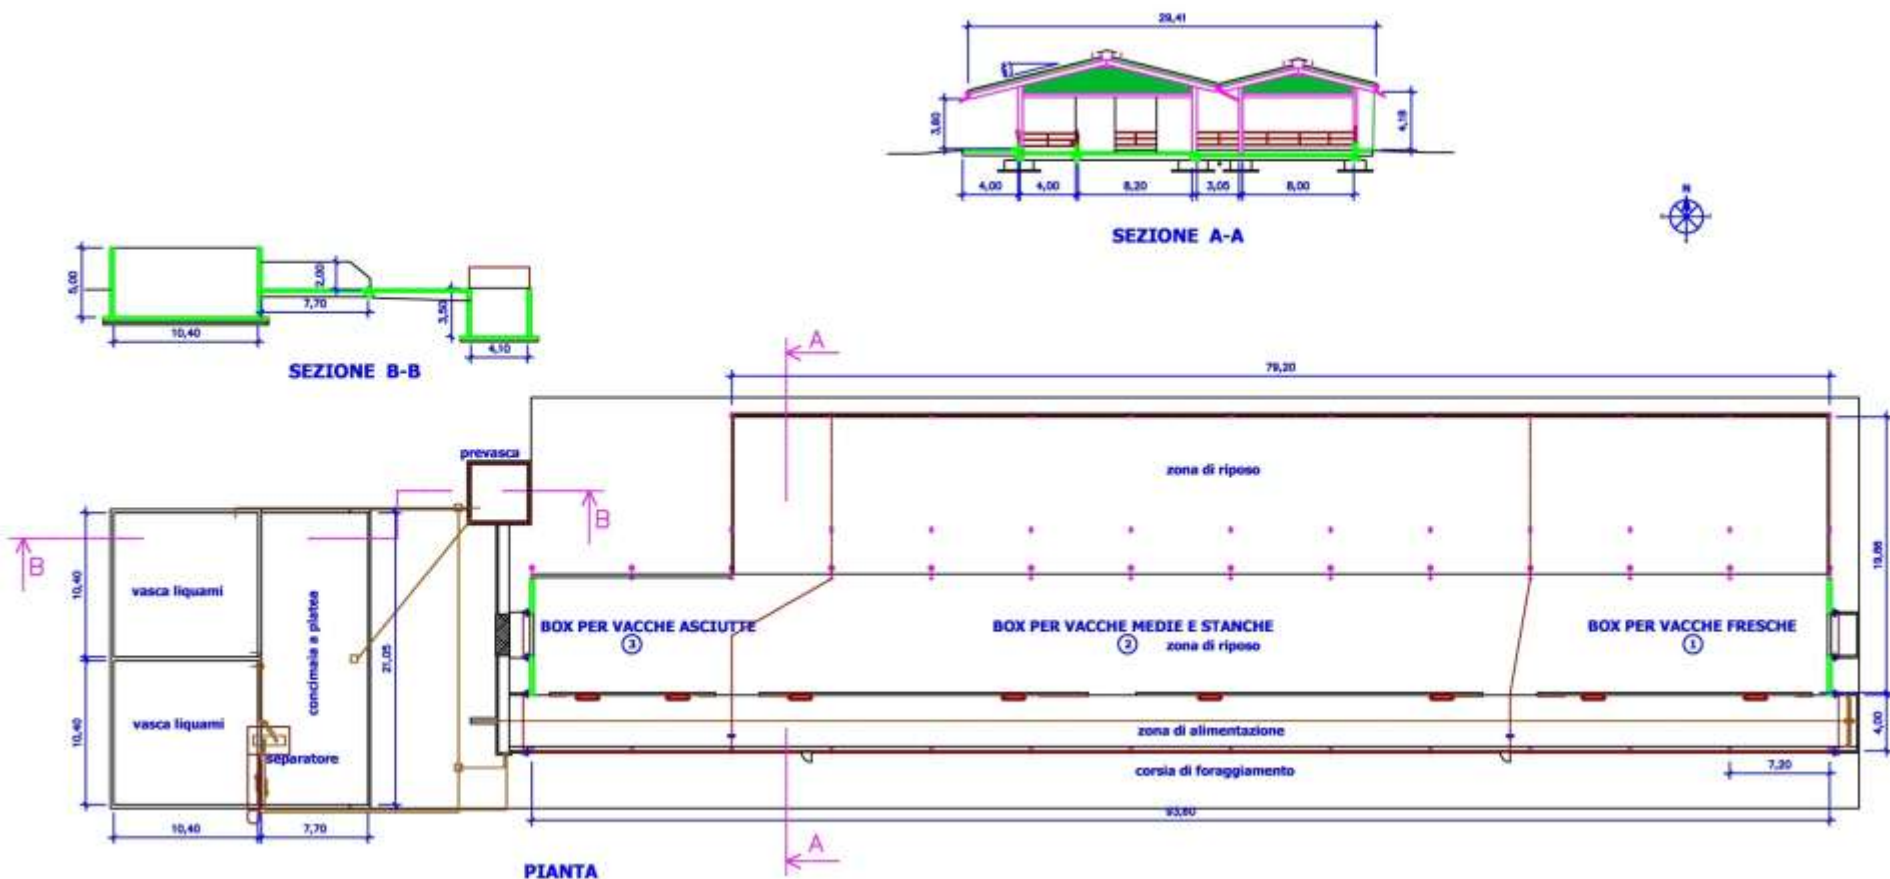 29,41
3,80
4,18
4,00
4,00
8,20
3,05
8,00
SEZIONE A-A
N
5,00
2,00
7,70
3,50
10,40
4,10
SEZIONE B-B
A
79,20
prevasca
zona di riposo
B
B
10,40
vasca liquami
concimaia a platea
21,05
19,88
BOX PER VACCHE ASCIUTTE
3
BOX PER VACCHE MEDIE E STANCHE
2
zona di riposo
BOX PER VACCHE FRESCHE
1
10,40
vasca liquami
separatore
zona di alimentazione
4,00
corsia di foraggiamento
7,20
93,60
10,40
7,70
A
PIANTA